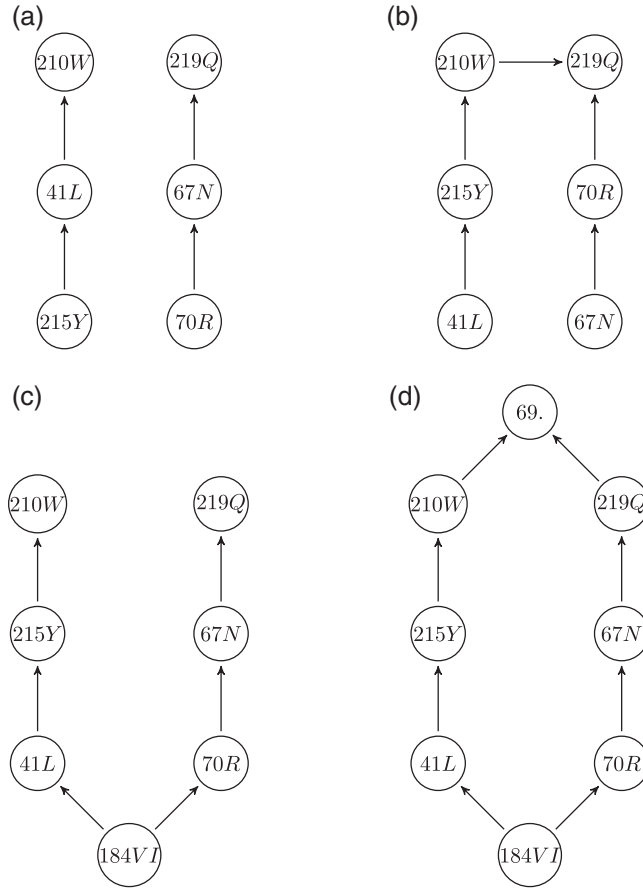 (a)
210W 219Q
41L 67N
215Y 70R
(b)
210W 219Q
215Y 70R
41L 67N
(c)
210W 219Q
215Y 67N
41L 70R
184VI
(d)
69.
210W 219Q
215Y 67N
41L 70R
184VI